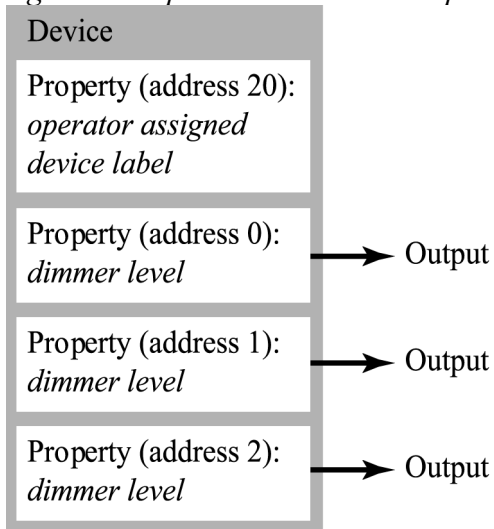 Device
Property (address 20):
operator assigned
device label
Property (address 0):
dimmer level
Output
Property (address 1):
dimmer level
Output
Property (address 2):
dimmer level
Output